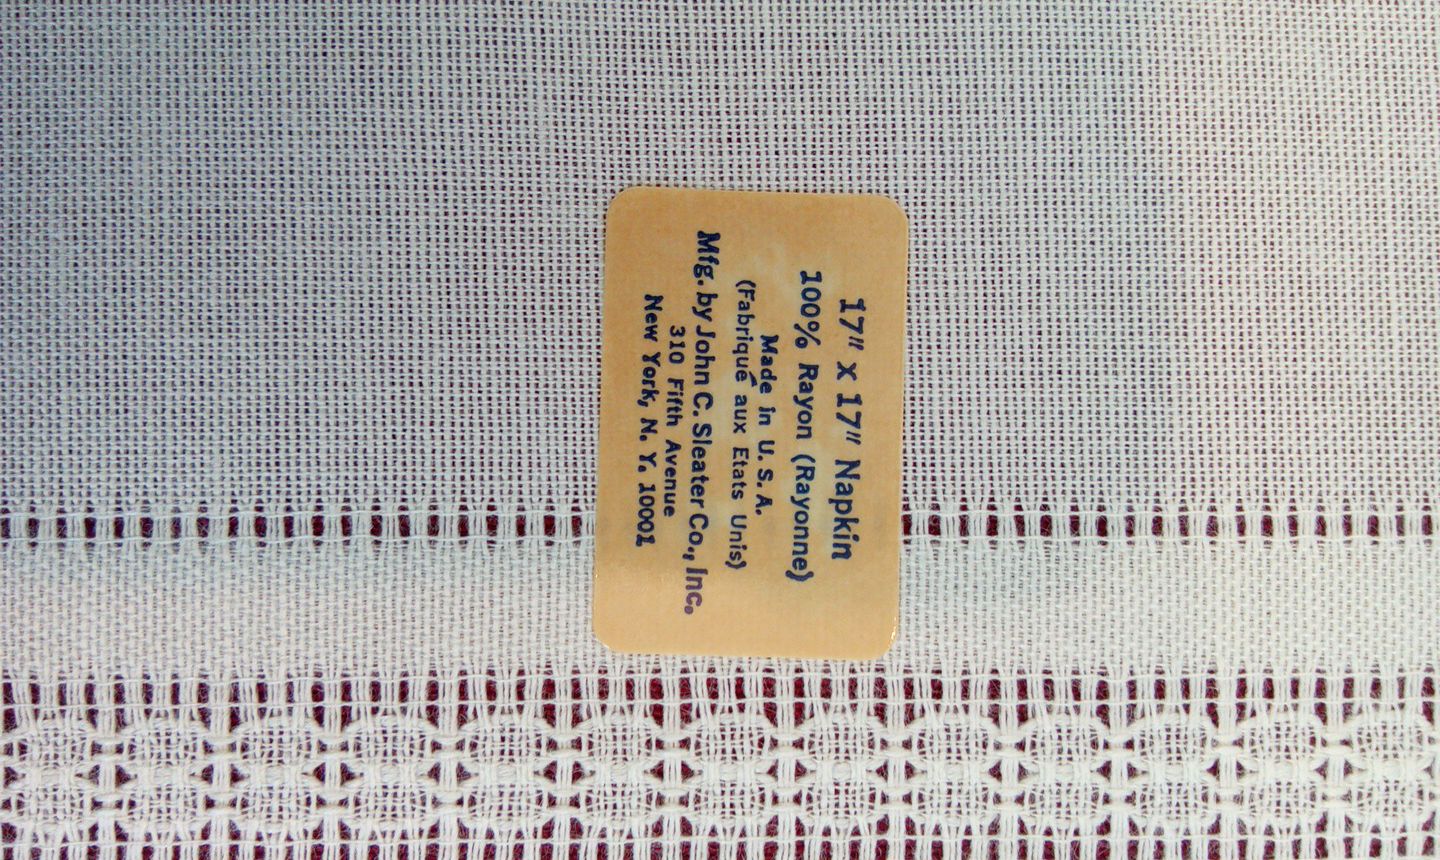 17" x 17" Napkin
100% Rayon (Rayonne)
Made in U. S. A.
(Fabriqué aux Etats Unis)
Mfg. by John C. Sleater Co., Inc.
310 Fifth Avenue
New York, N. Y. 10001